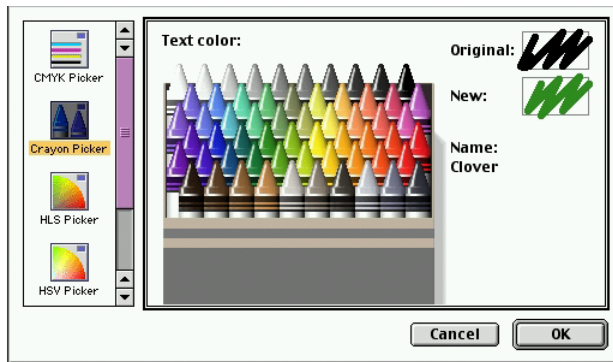 CMYK Picker
Crayon Picker
HLS Picker
HSV Picker
Text color:
Original:
New:
Name:
Clover
Cancel
OK